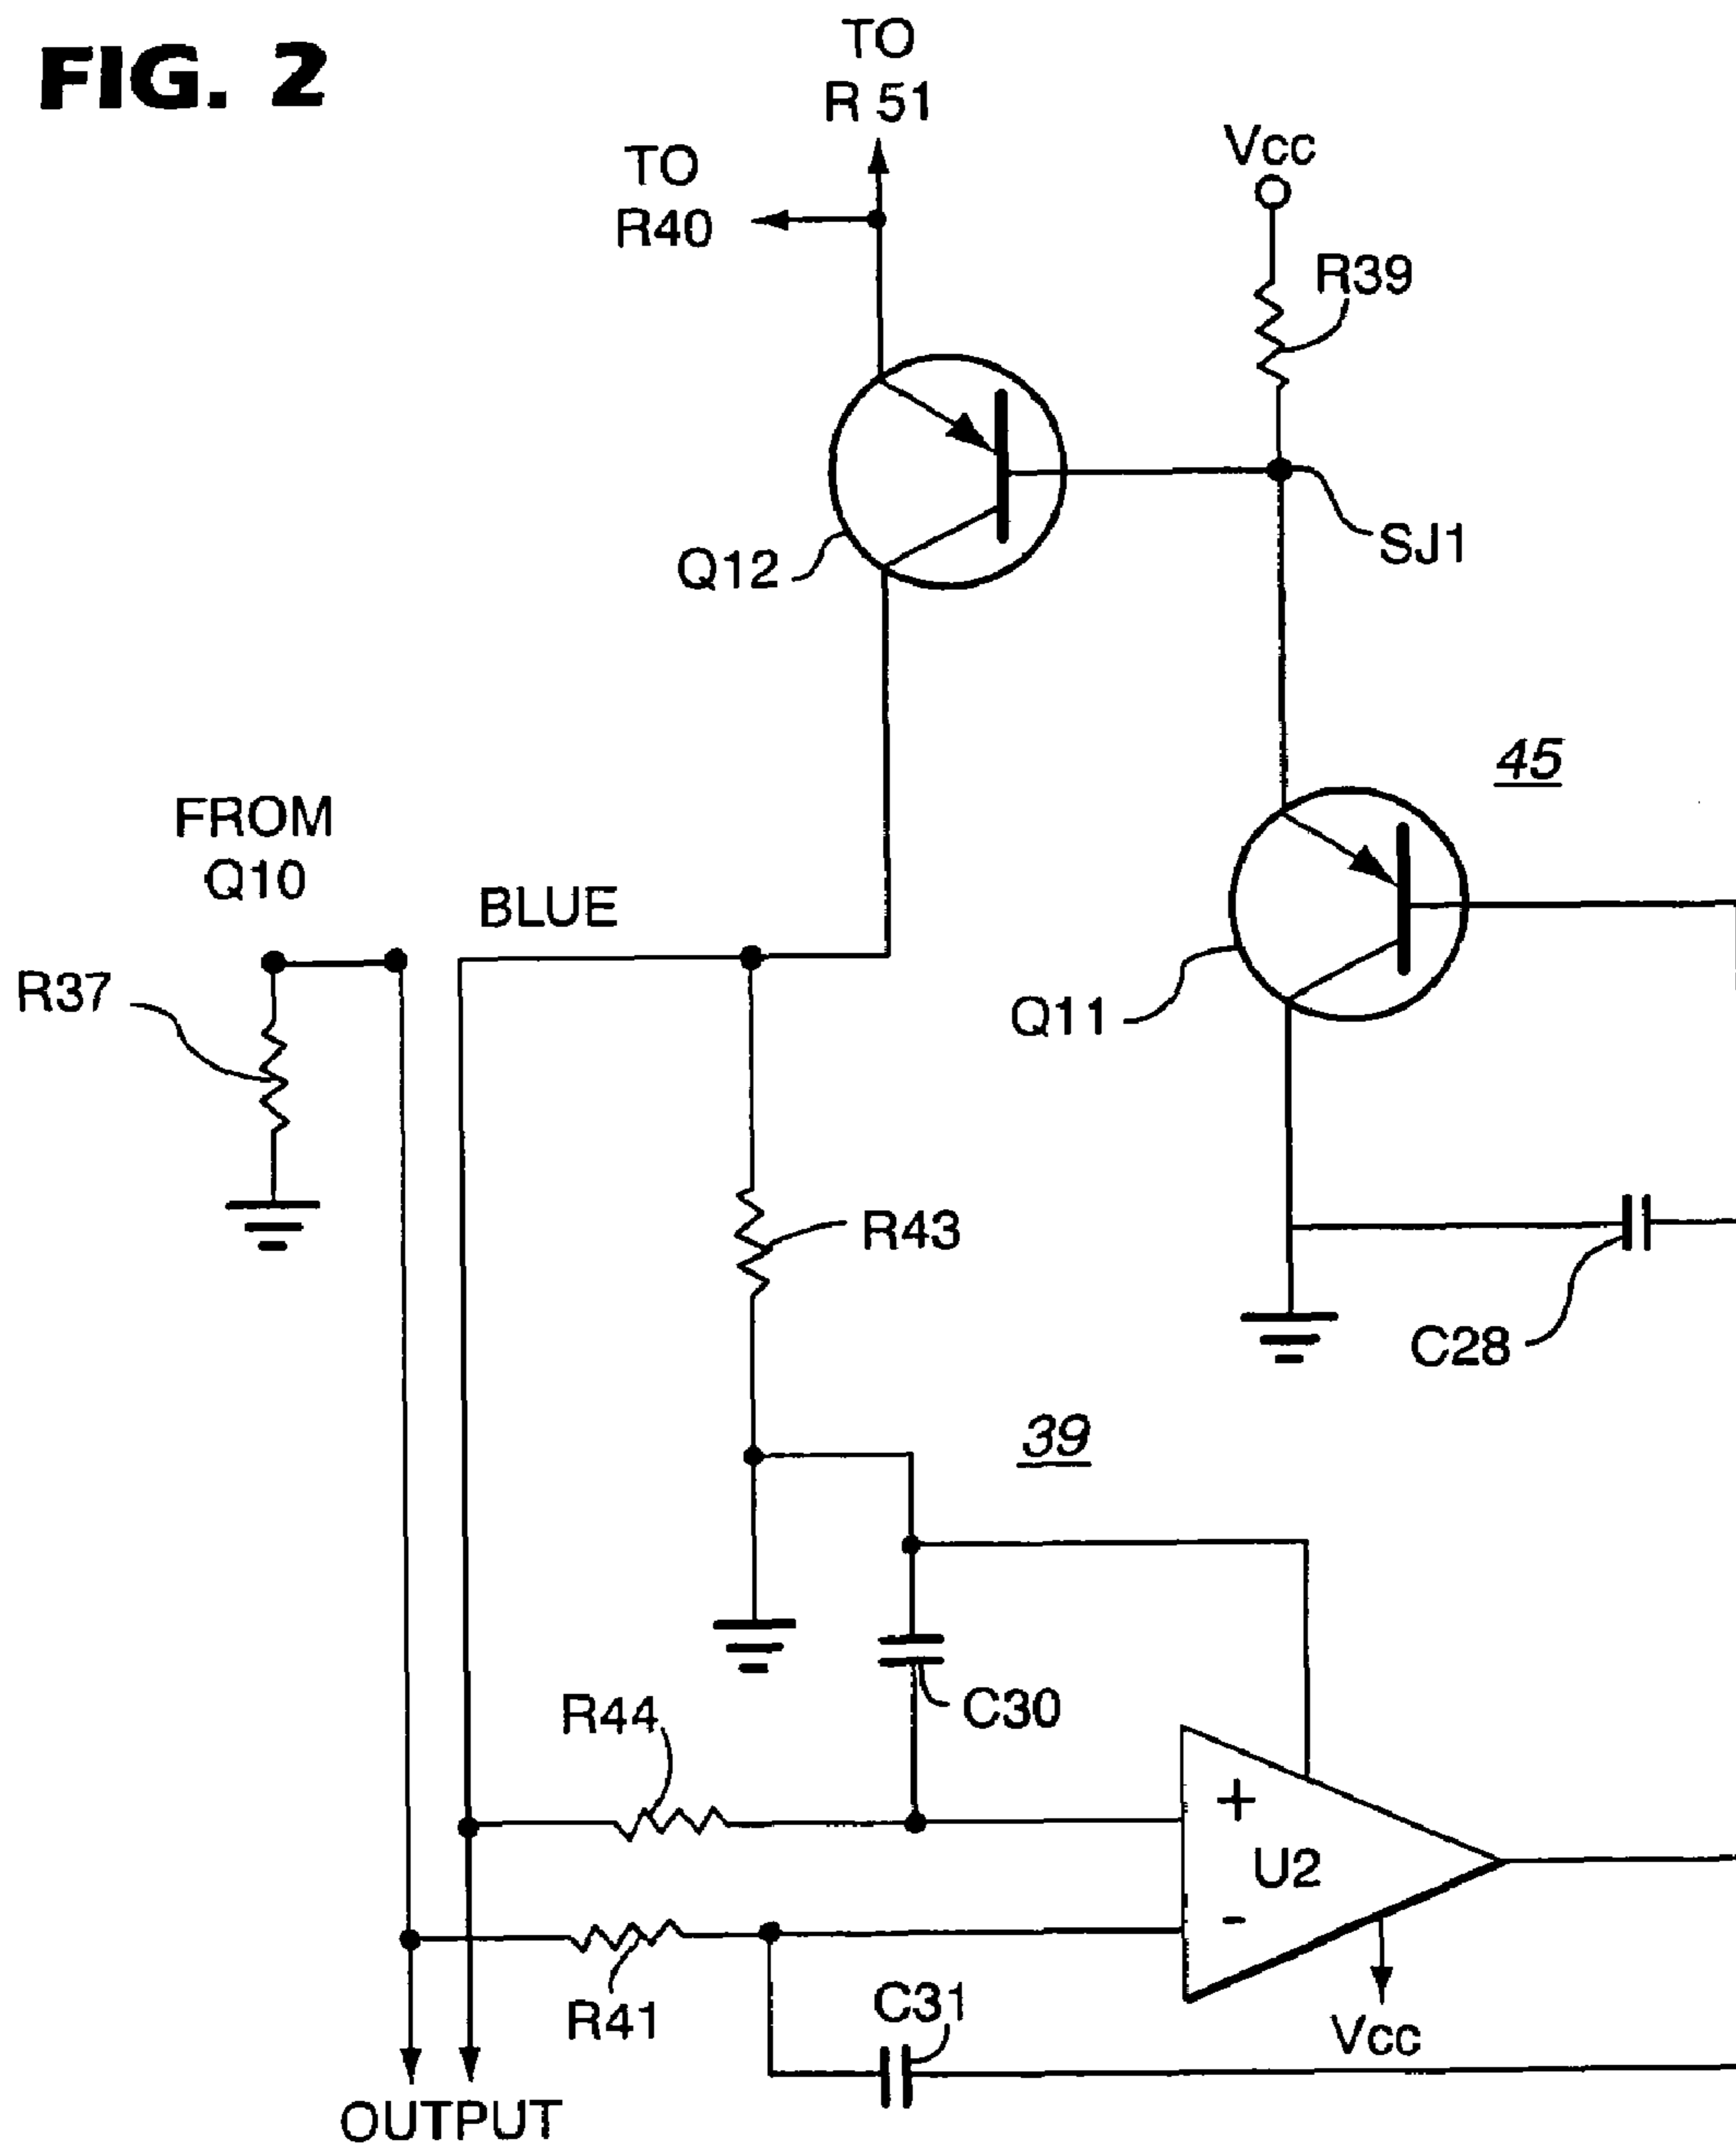 FIG. 2
TO
R 51
TO
R40
Vcc
R39
SJ1
Q12
45
FROM
Q10
BLUE
R37
Q11
R43
C28
39
R44
C30
+
U2
-
R41
C31
Vcc
OUTPUT